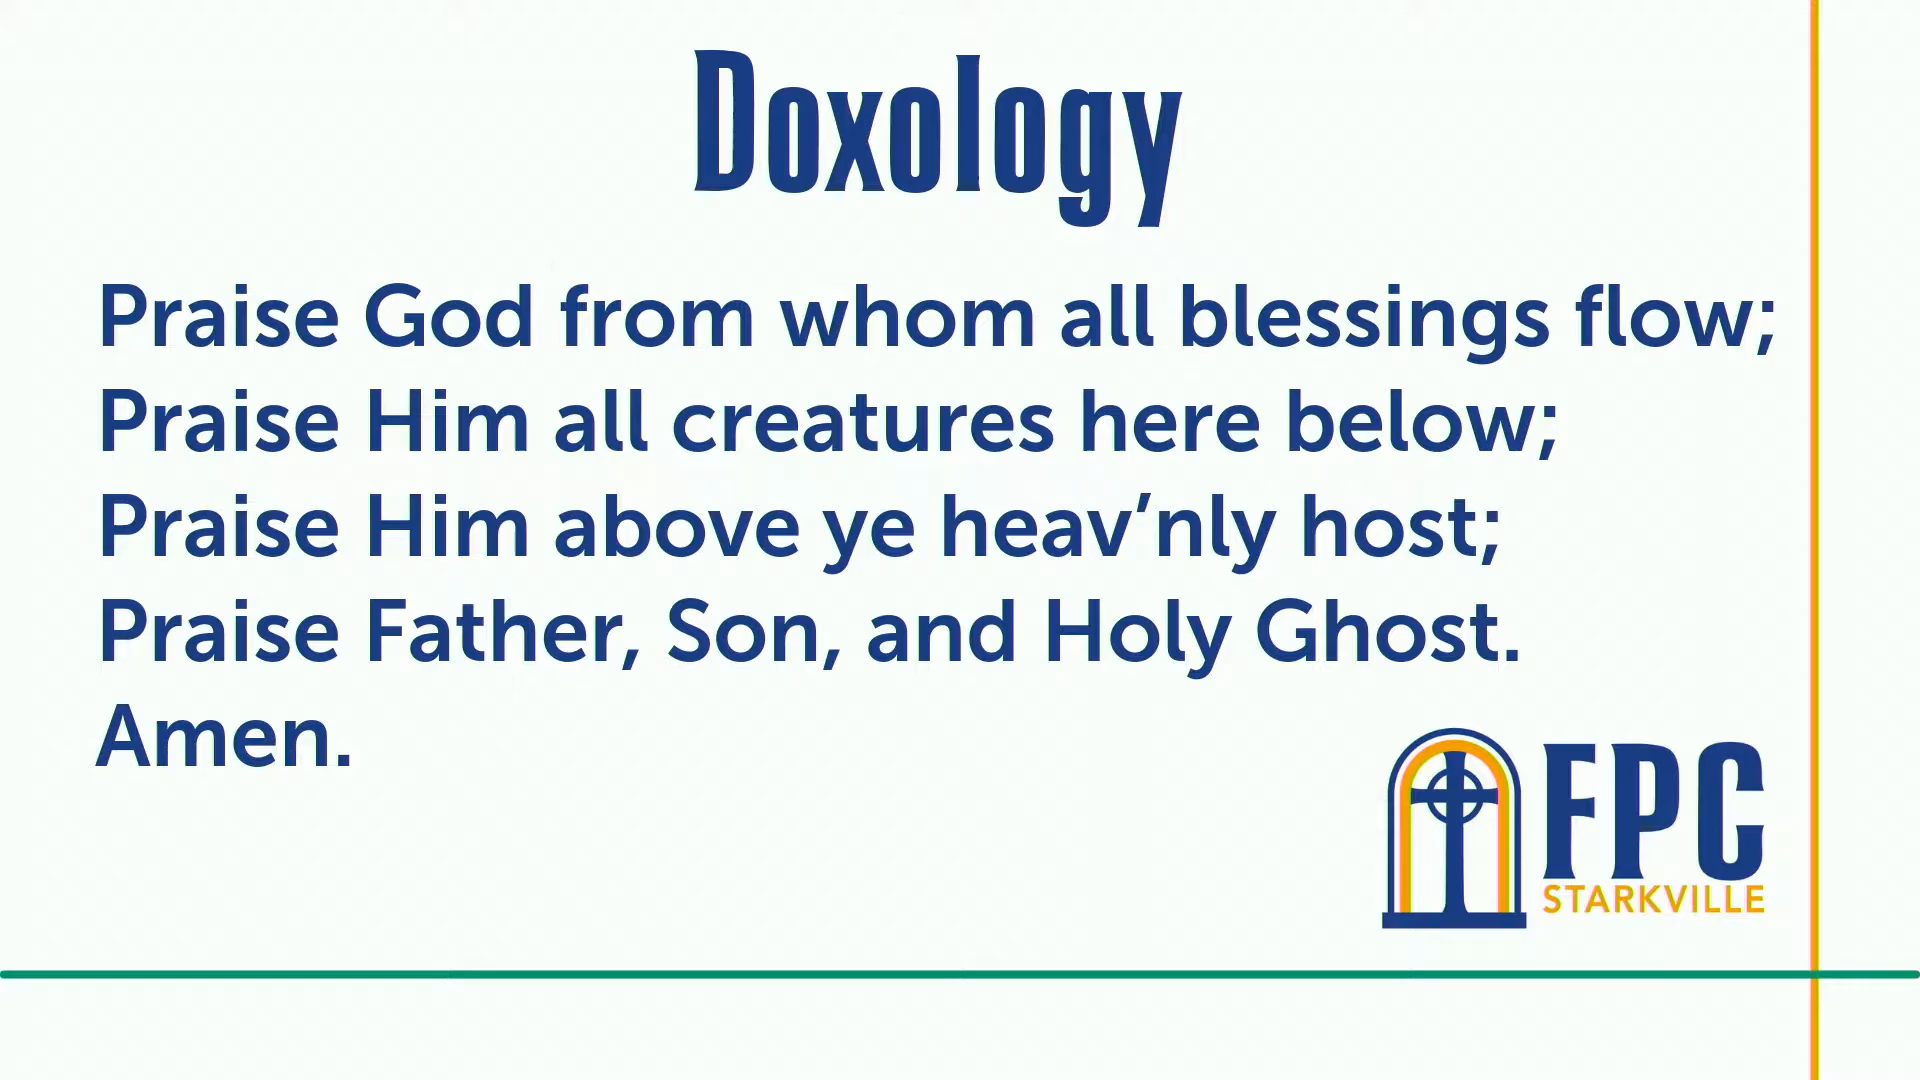 Doxology
Praise God from whom all blessings flow;
Praise Him all creatures here below;
Praise Him above ye heav’nly host;
Praise Father, Son, and Holy Ghost.
Amen.
FPC
STARKVILLE